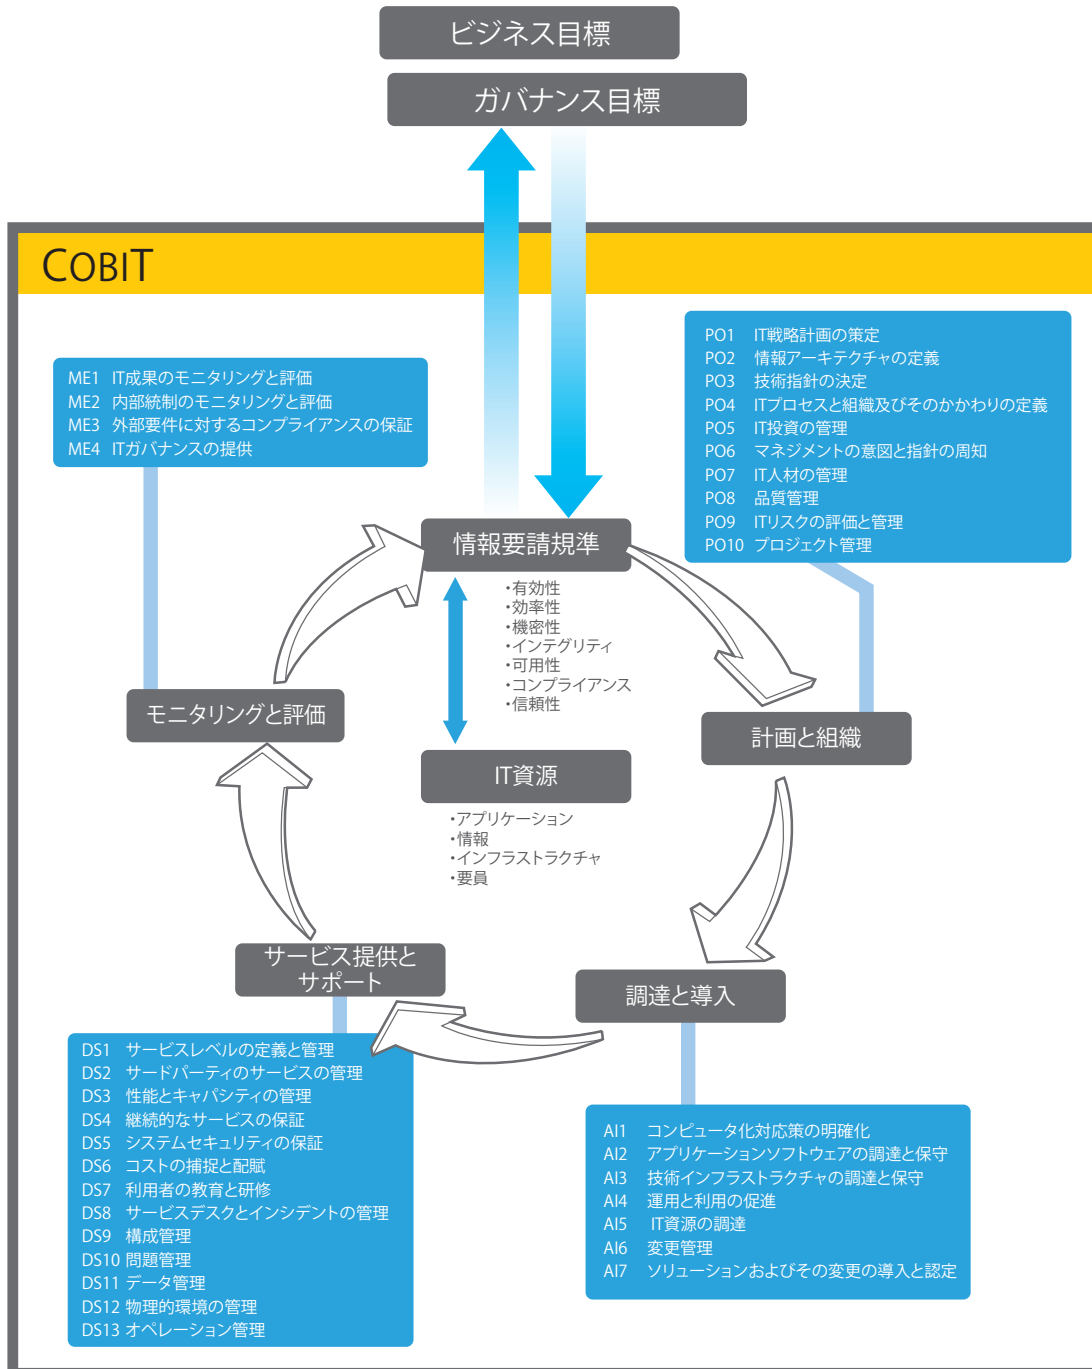 ビジネス目標
ガバナンス目標
COBIT
ME1 IT成果のモニタリングと評価
ME2 内部統制のモニタリングと評価
ME3 外部要件に対するコンプライアンスの保証
ME4 ITガバナンスの提供
PO1 IT戦略計画の策定
PO2 情報アーキテクチャの定義
PO3 技術指針の決定
PO4 ITプロセスと組織及びそのかかわりの定義
PO5 IT投資の管理
PO6 マネジメントの意図と指針の周知
PO7 IT人材の管理
PO8 品質管理
PO9 ITリスクの評価と管理
PO10 プロジェクト管理
情報要請規準
・有効性
・効率性
・機密性
・インテグリティ
・可用性
・コンプライアンス
・信頼性
モニタリングと評価
計画と組織
IT資源
・アプリケーション
・情報
・インフラストラクチャ
・要員
サービス提供と
サポート
調達と導入
DS1 サービスレベルの定義と管理
DS2 サードパーティのサービスの管理
DS3 性能とキャパシティの管理
DS4 継続的なサービスの保証
DS5 システムセキュリティの保証
DS6 コストの捕捉と配賦
DS7 利用者の教育と研修
DS8 サービスデスクとインシデントの管理
DS9 構成管理
DS10 問題管理
DS11 データ管理
DS12 物理的環境の管理
DS13 オペレーション管理
AI1 コンピュータ化対応策の明確化
AI2 アプリケーションソフトウェアの調達と保守
AI3 技術インフラストラクチャの調達と保守
AI4 運用と利用の促進
AI5 IT資源の調達
AI6 変更管理
AI7 ソリューションおよびその変更の導入と認定